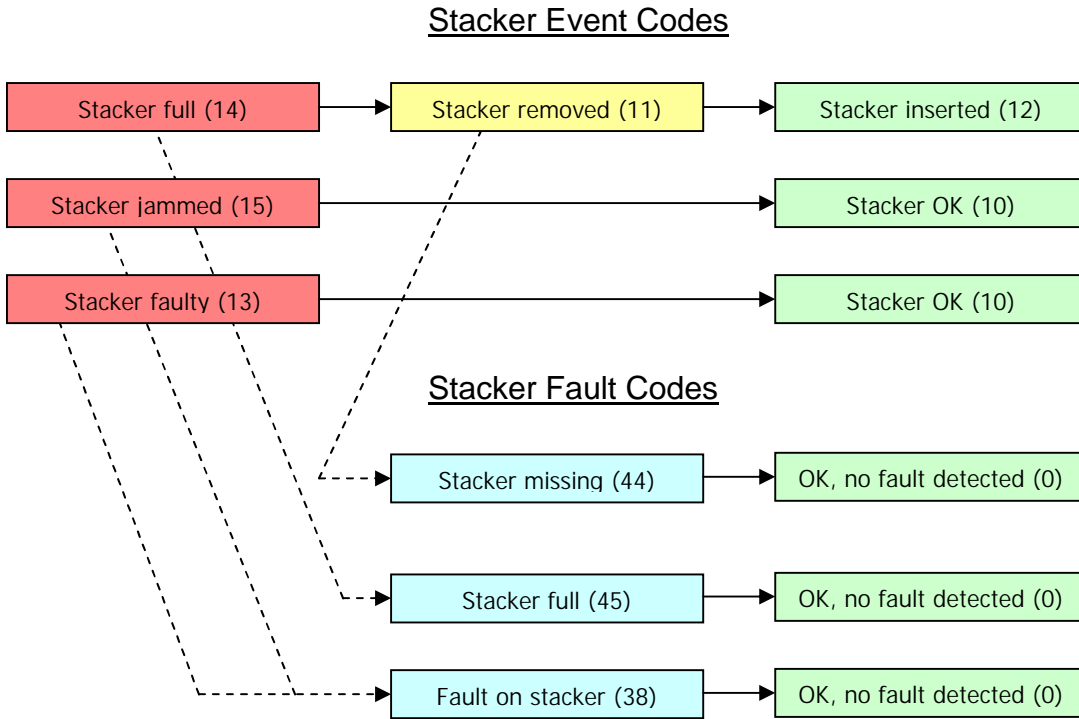 Stacker Event Codes
Stacker full (14)
Stacker removed (11)
Stacker inserted (12)
Stacker jammed (15)
Stacker OK (10)
Stacker faulty (13)
Stacker OK (10)
Stacker Fault Codes
Stacker missing (44)
OK, no fault detected (0)
Stacker full (45)
OK, no fault detected (0)
Fault on stacker (38)
OK, no fault detected (0)